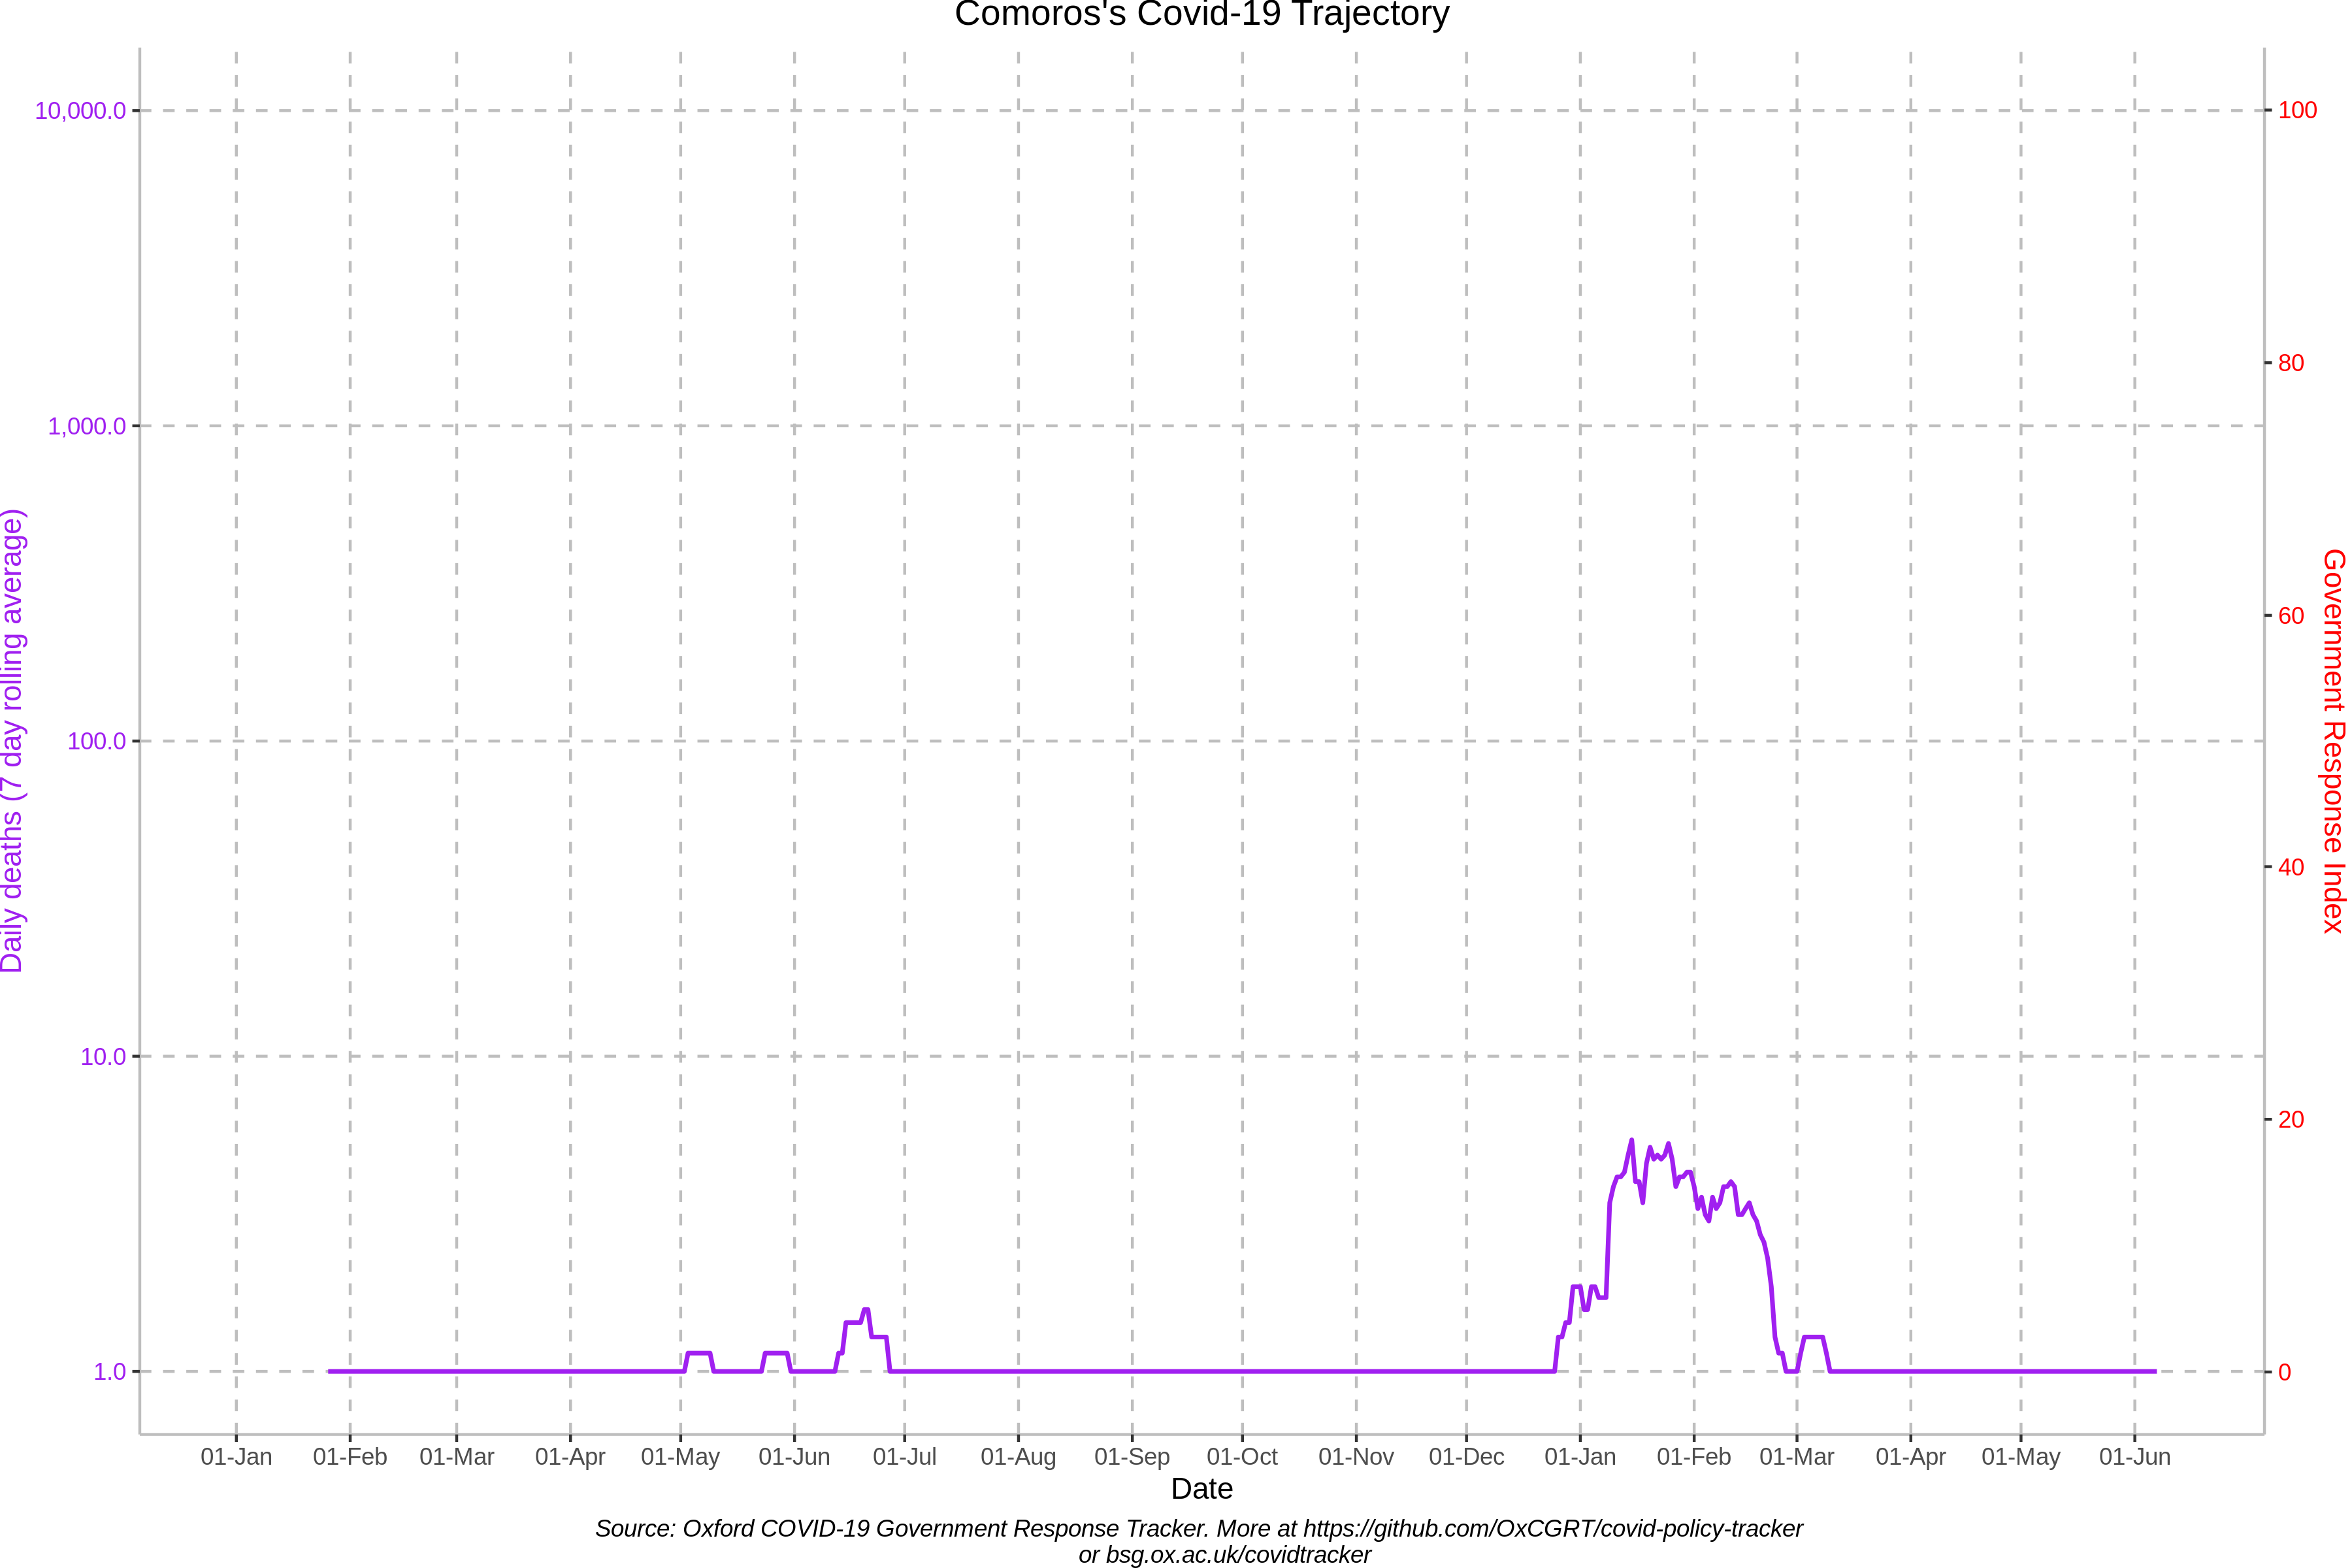 Comoros's Covid-19 Trajectory
10,000.0
1,000.0
100.0
10.0
1.0
Daily deaths (7 day rolling average)
100
80
60
40
20
0
Government Response Index
01-Jan 01-Feb 01-Mar 01-Apr 01-May 01-Jun 01-Jul 01-Aug 01-Sep 01-Oct 01-Nov 01-Dec 01-Jan 01-Feb 01-Mar 01-Apr 01-May 01-Jun
Date
Source: Oxford COVID-19 Government Response Tracker. More at https://github.com/OxCGRT/covid-policy-tracker
or bsg.ox.ac.uk/covidtracker